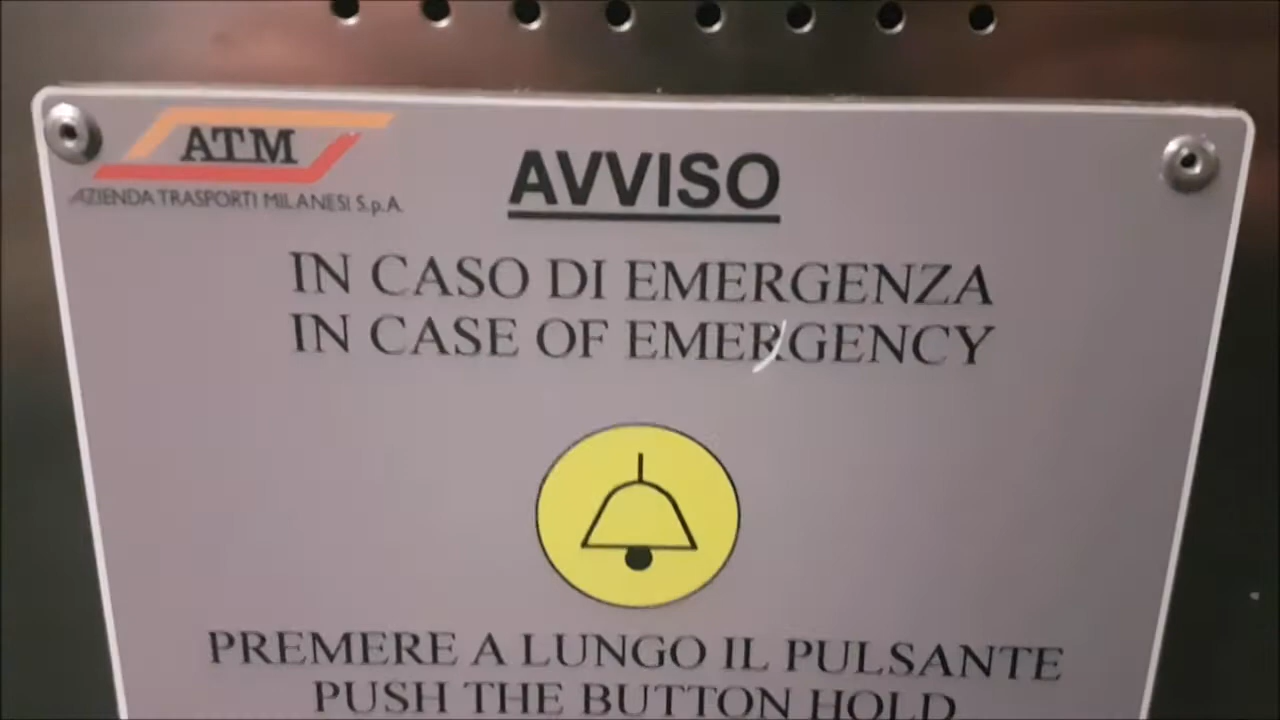 ATM
AZIENDA TRASPORTI MILANESI S.p.A.
AVVISO
IN CASO DI EMERGENZA
IN CASE OF EMERGENCY
PREMERE A LUNGO IL PULSANTE
PUSH THE BUTTON HOLD